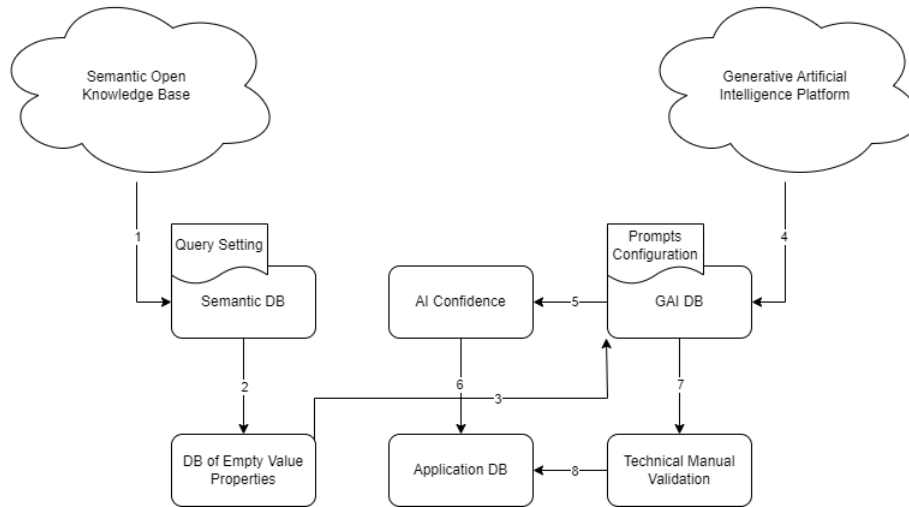 Semantic Open
Knowledge Base
Generative Artificial
Intelligence Platform
1
4
Query Setting
Prompts
Configuration
Semantic DB
AI Confidence
5
GAI DB
2
6
3
7
DB of Empty Value
Properties
Application DB
8
Technical Manual
Validation